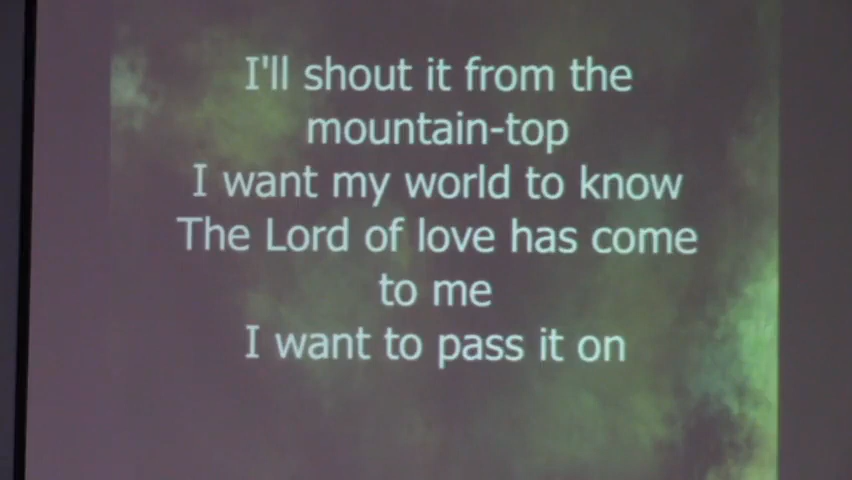 I'll shout it from the
mountain-top
I want my world to know
The Lord of love has come
to me
I want to pass it on